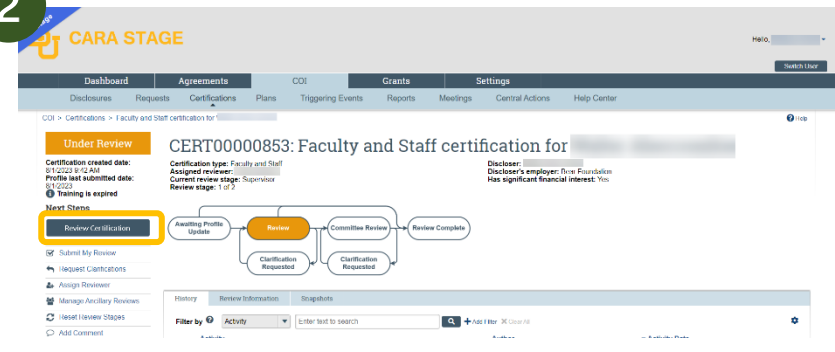 2
CARA STAGE
Hello,
Switch User
Dashboard Agreements COI Grants Settings
Disclosures Requests Certifications Plans Triggering Events Reports Meetings Central Actions Help Center
COI > Certifications > Faculty and Staff certification for
Help
Under Review
CERT00000853: Faculty and Staff certification for
Certification created date:
8/1/2023 9:42 AM
Profile last submitted date:
8/1/2023
Training is expired
Certification type: Faculty and Staff
Assigned reviewer:
Current review stage: Supervisor
Review stage: 1 of 2
Discloser:
Discloser's employer: Beer Foundation
Has significant financial interest: Yes
Next Steps
Review Certification
Submit My Review
Request Clarifications
Assign Reviewer
Manage Ancillary Reviews
Reset Review Stages
Add Comment
Awaiting Profile
Update
Review
Committee Review
Review Complete
Clarification
Requested
Clarification
Requested
History Review Information Snapshots
Filter by Activity Enter text to search + Add Filter Clear All
Activity Author Activity Date